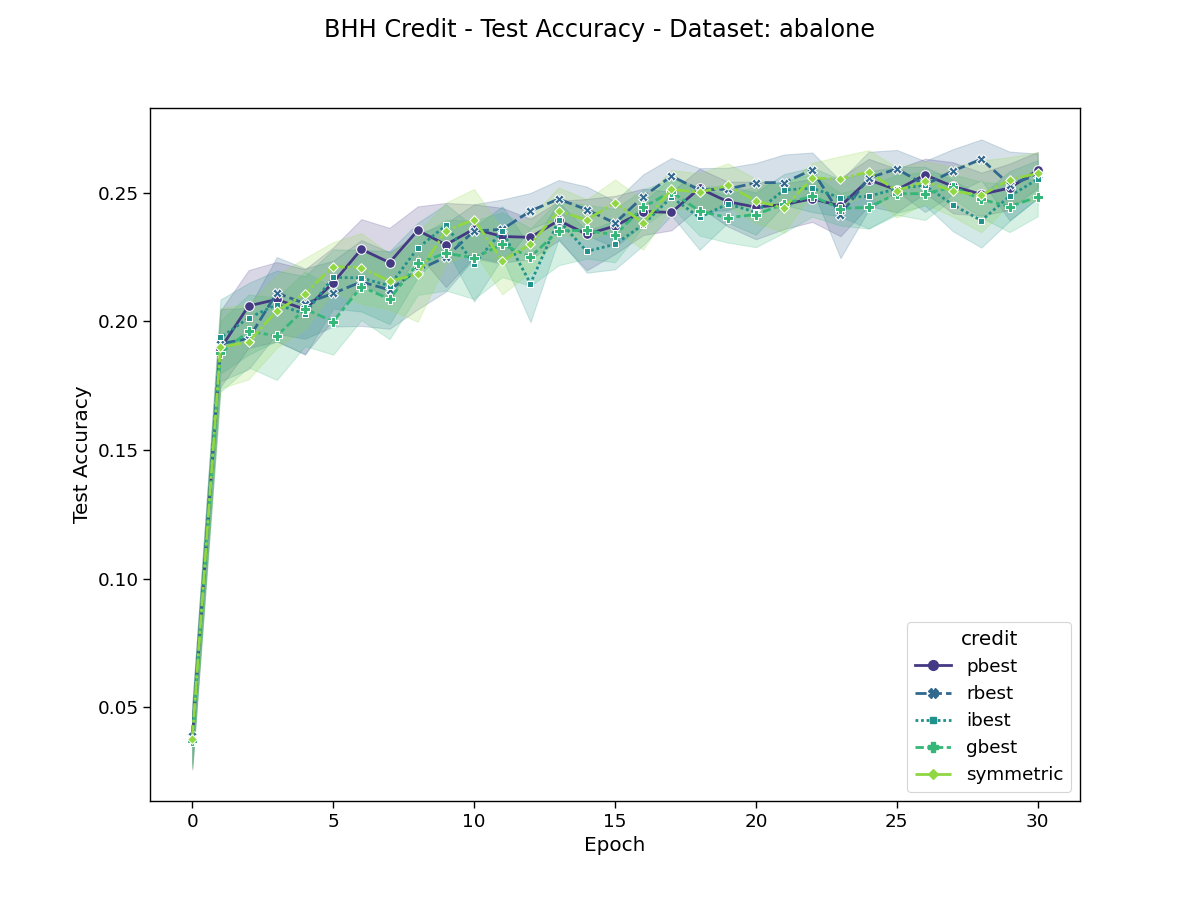 BHH Credit - Test Accuracy - Dataset: abalone
Test Accuracy
0.25
0.20
0.15
0.10
0.05
0 5 10 15 20 25 30
Epoch
credit
pbest
rbest
ibest
gbest
symmetric